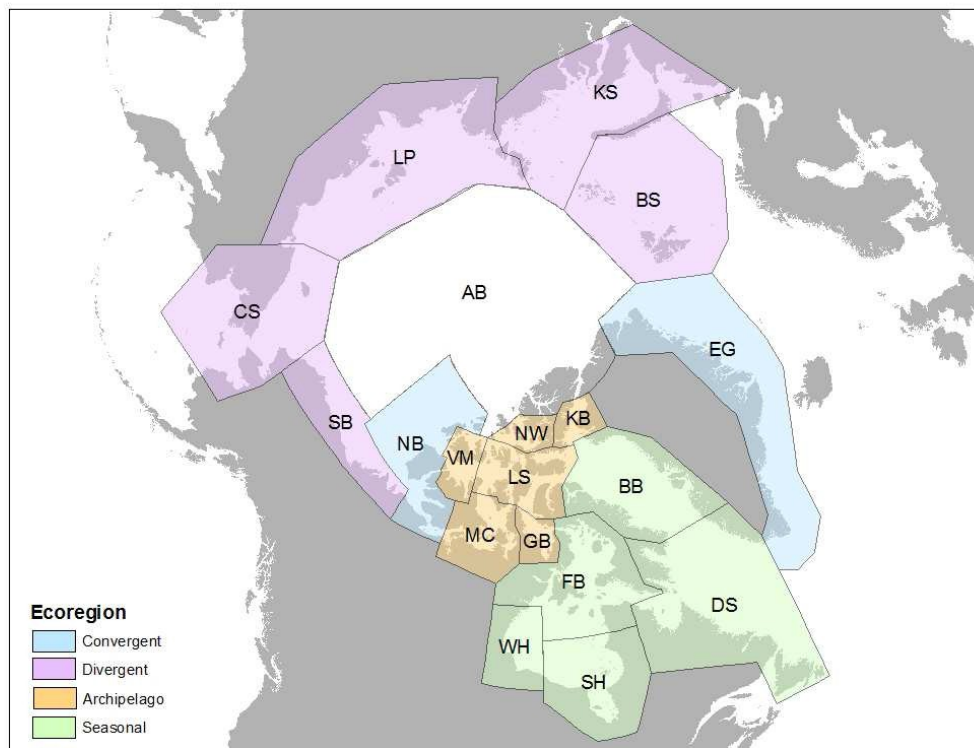 KS
LP
BS
CS
AB
EG
SB
NB
VM
NW
KB
LS
BB
MC
GB
FB
DS
WH
SH
Ecoregion
Convergent
Divergent
Archipelago
Seasonal